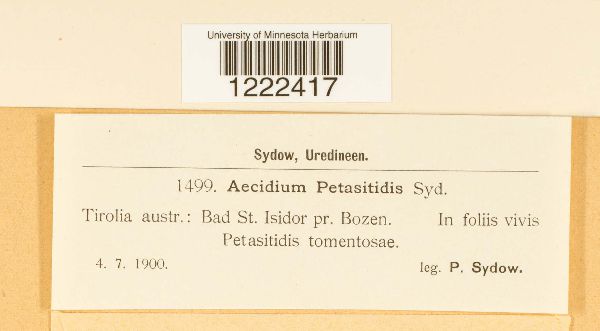 University of Minnesota Herbarium
1222417
Sydow, Uredineen.
1499. Aecidium Petasitidis Syd.
Tirolia austr.: Bad St. Isidor pr. Bozen. In foliis vivis
Petasitidis tomentosae.
4. 7. 1900. leg. P. Sydow.